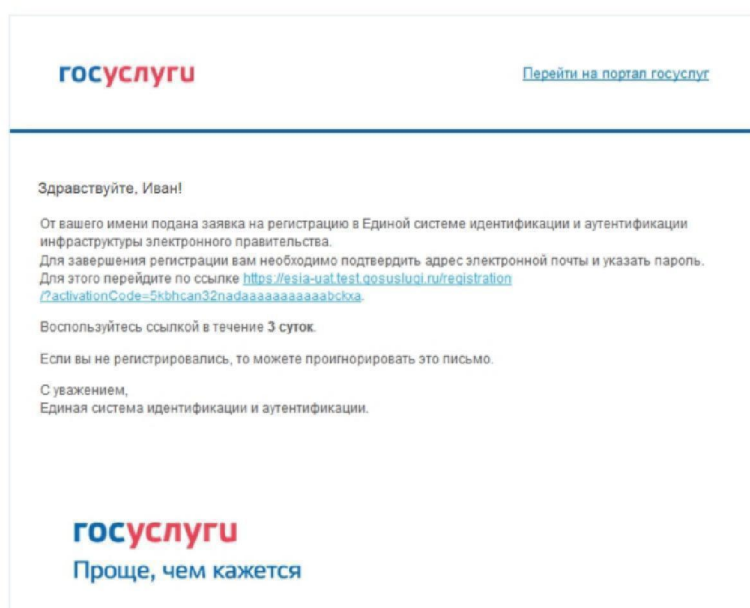 госуслуги
Перейти на портал госуслуг
Здравствуйте, Иван!
От вашего имени подана заявка на регистрацию в Единой системе идентификации и аутентификации
инфраструктуры электронного правительства.
Для завершения регистрации вам необходимо подтвердить адрес электронной почты и указать пароль.
Для этого перейдите по ссылке https://esia-uat.test.gosuslugi.ru/registration
/?activationCode=5kbhcan32nadaaaaaaaaaaabckxa.
Воспользуйтесь ссылкой в течение 3 суток.
Если вы не регистрировались, то можете проигнорировать это письмо.
С уважением,
Единая система идентификации и аутентификации.
госуслуги
Проще, чем кажется